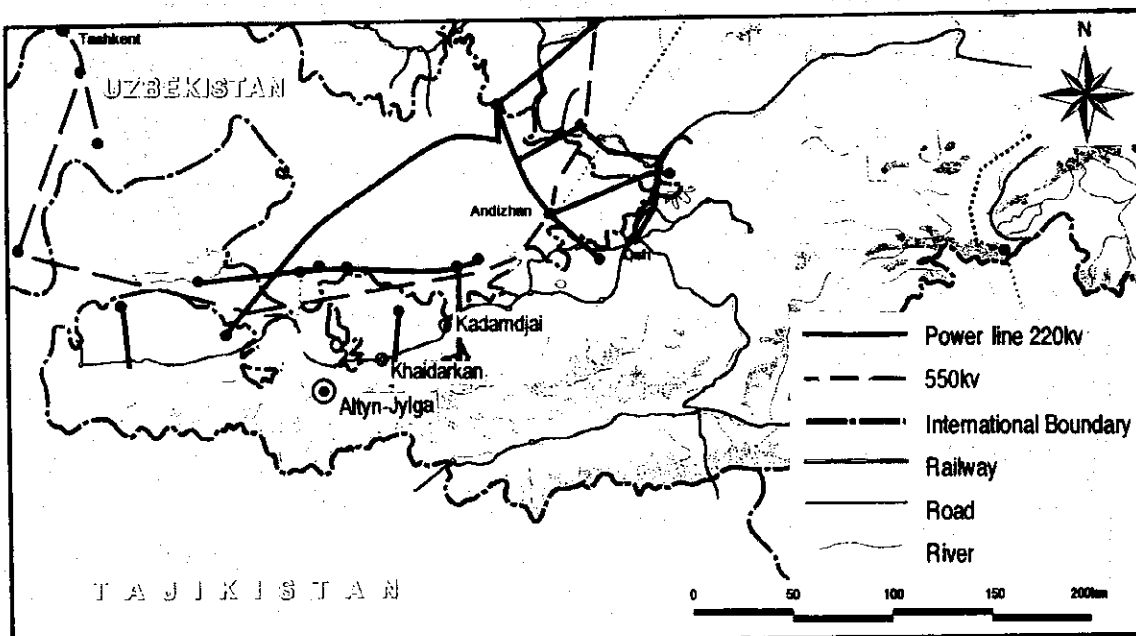 Tashkent
N
UZBEKISTAN
Andizhan
Osh
Kadamdjai
Khaidarkan
Altyn-Jylga
Power line 220kv
550kv
International Boundary
Railway
Road
River
TAJIKISTAN
0 50 100 150 200km